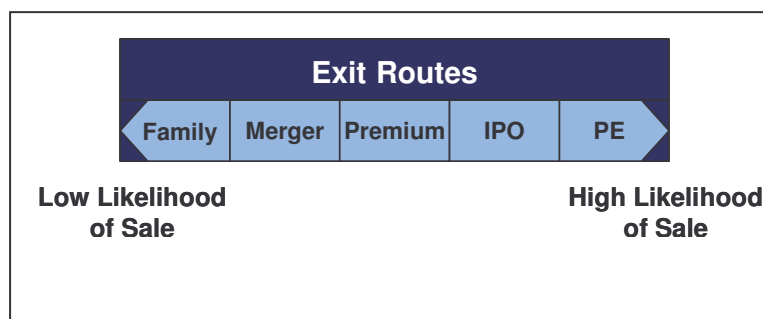 Exit Routes
Family Merger Premium IPO PE
Low Likelihood of Sale
High Likelihood of Sale